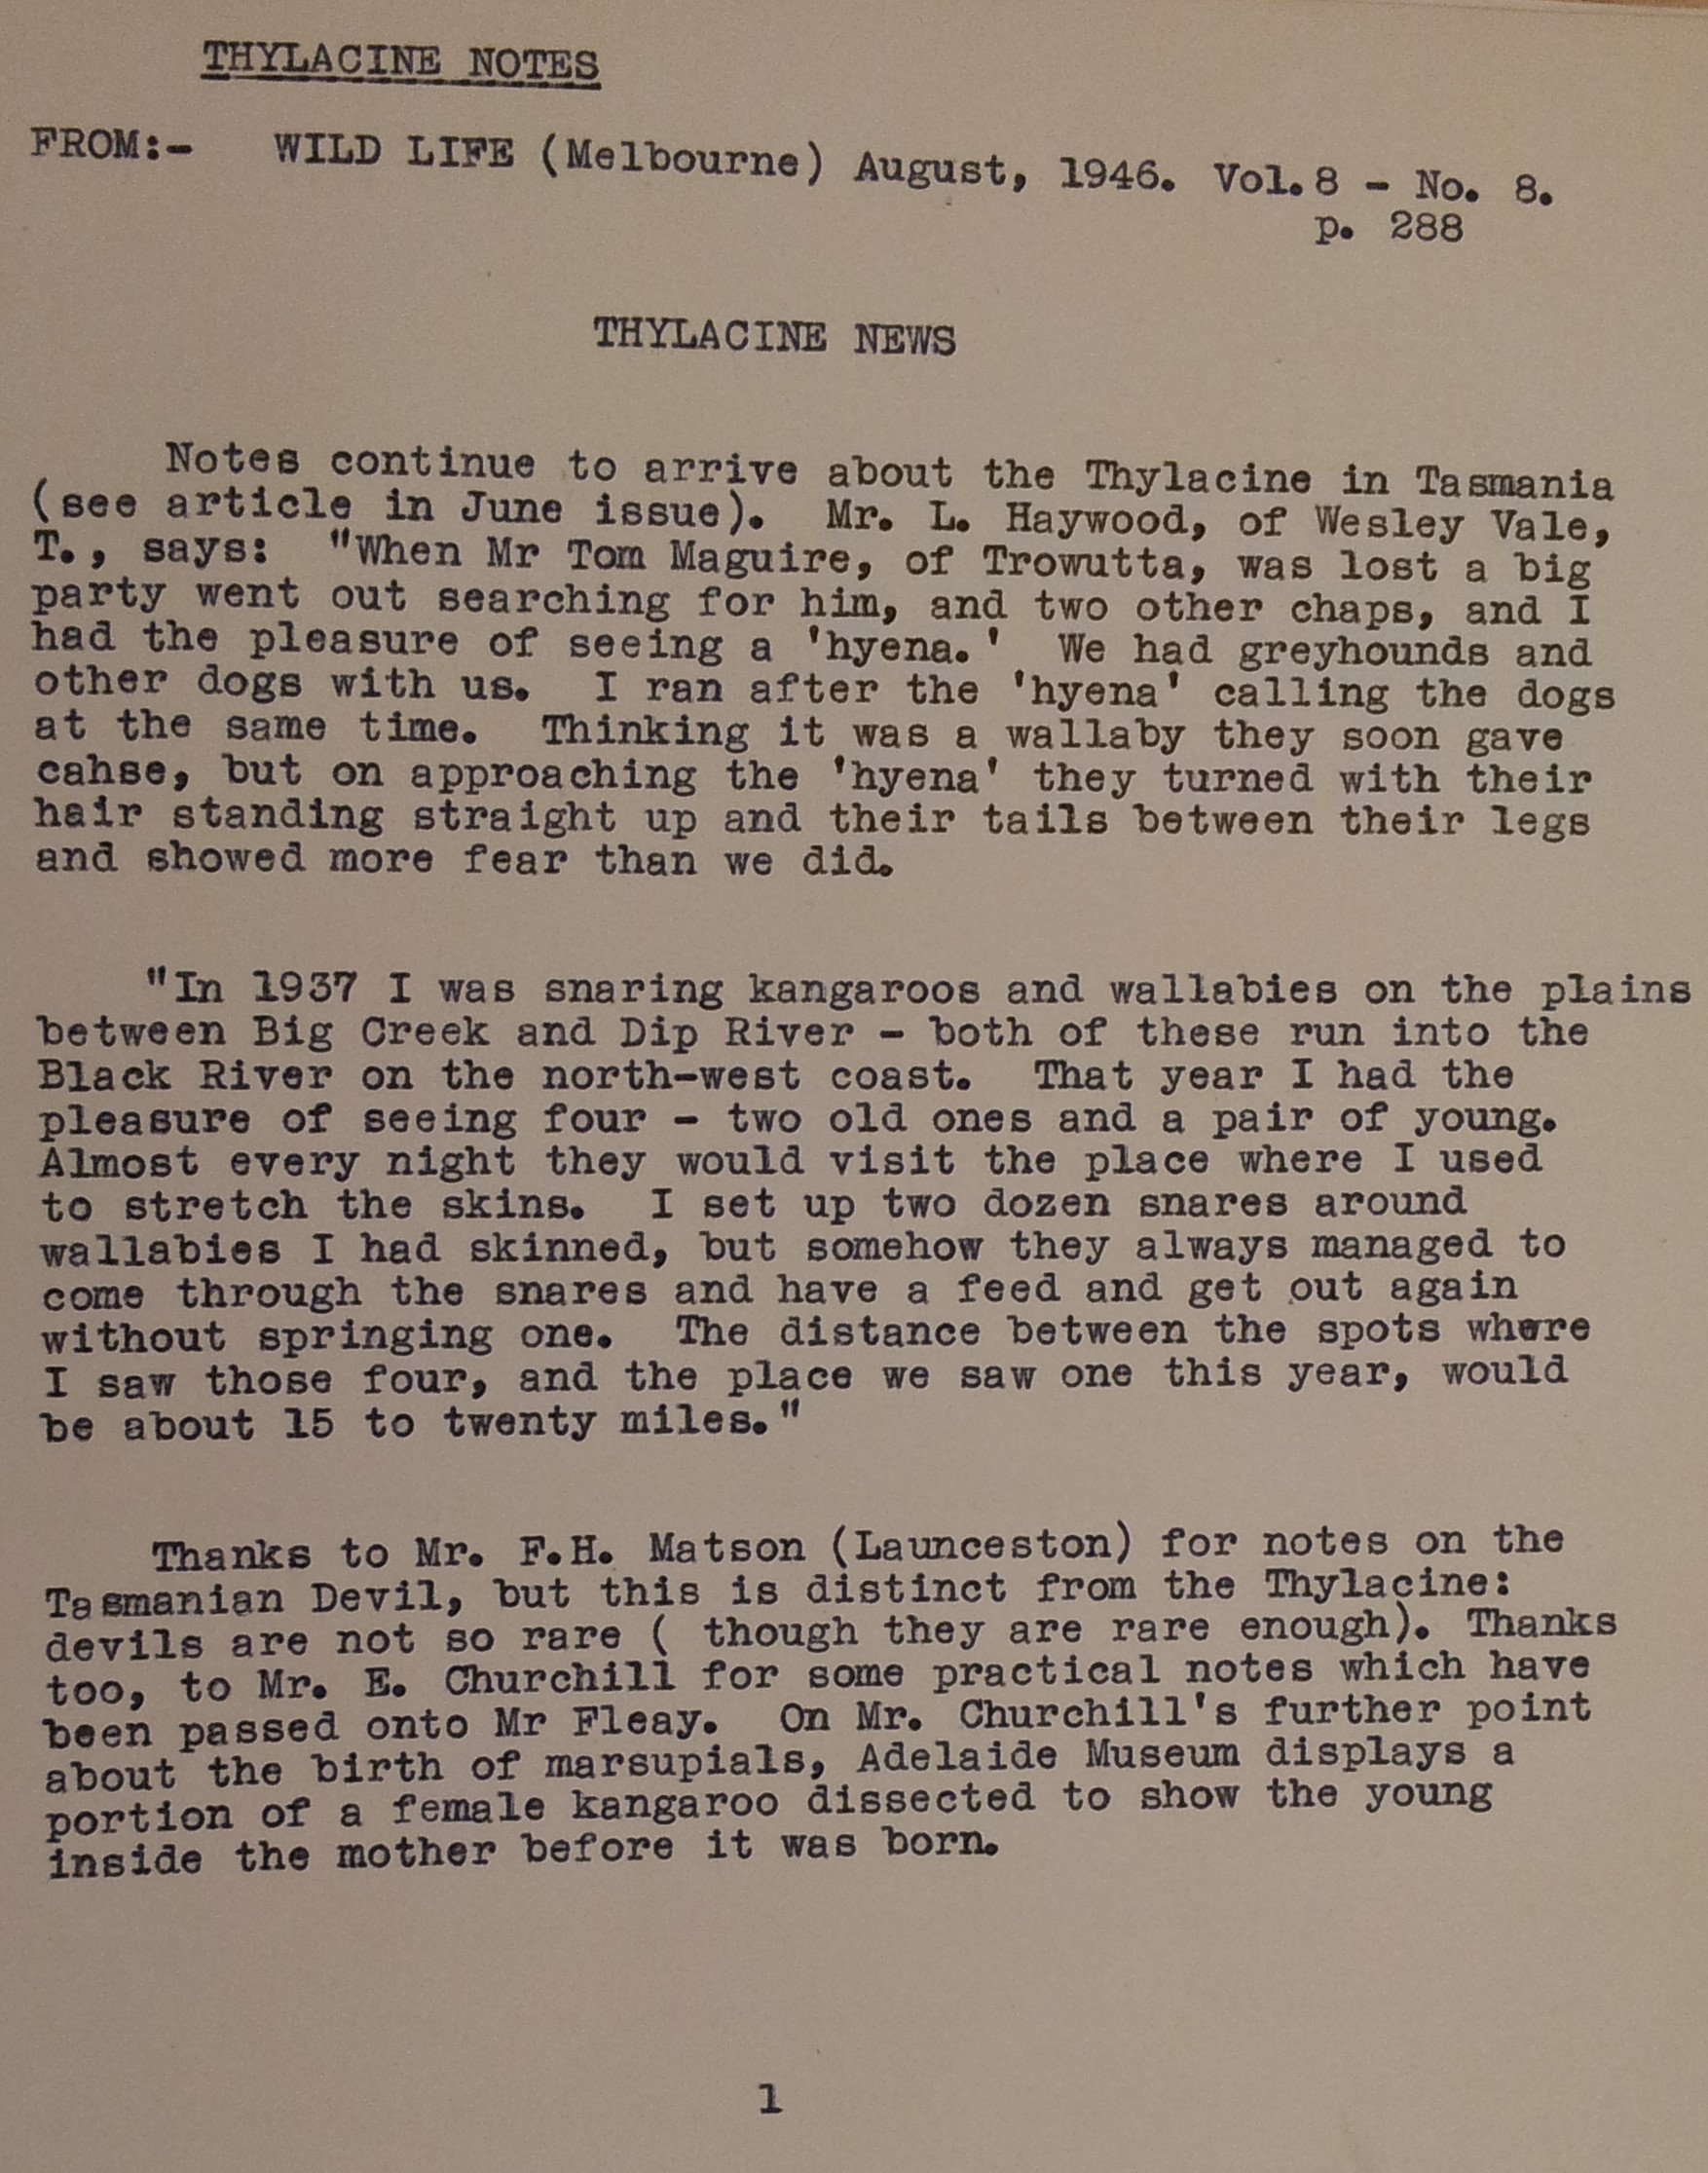 THYLACINE NOTES
FROM:- WILD LIFE (Melbourne) August, 1946. Vol.8 - No. 8.
p. 288
THYLACINE NEWS
Notes continue to arrive about the Thylacine in Tasmania
(see article in June issue). Mr. L. Haywood, of Wesley Vale,
T., says: "When Mr Tom Maguire, of Trowutta, was lost a big
party went out searching for him, and two other chaps, and I
had the pleasure of seeing a 'hyena.' We had greyhounds and
other dogs with us. I ran after the 'hyena' calling the dogs
at the same time. Thinking it was a wallaby they soon gave
cahse, but on approaching the 'hyena' they turned with their
hair standing straight up and their tails between their legs
and showed more fear than we did.
"In 1937 I was snaring kangaroos and wallabies on the plains
between Big Creek and Dip River - both of these run into the
Black River on the north-west coast. That year I had the
pleasure of seeing four - two old ones and a pair of young.
Almost every night they would visit the place where I used
to stretch the skins. I set up two dozen snares around
wallabies I had skinned, but somehow they always managed to
come through the snares and have a feed and get out again
without springing one. The distance between the spots where
I saw those four, and the place we saw one this year, would
be about 15 to twenty miles."
Thanks to Mr. F.H. Matson (Launceston) for notes on the
Tasmanian Devil, but this is distinct from the Thylacine:
devils are not so rare ( though they are rare enough). Thanks
too, to Mr. E. Churchill for some practical notes which have
been passed onto Mr Fleay. On Mr. Churchill's further point
about the birth of marsupials, Adelaide Museum displays a
portion of a female kangaroo dissected to show the young
inside the mother before it was born.
1